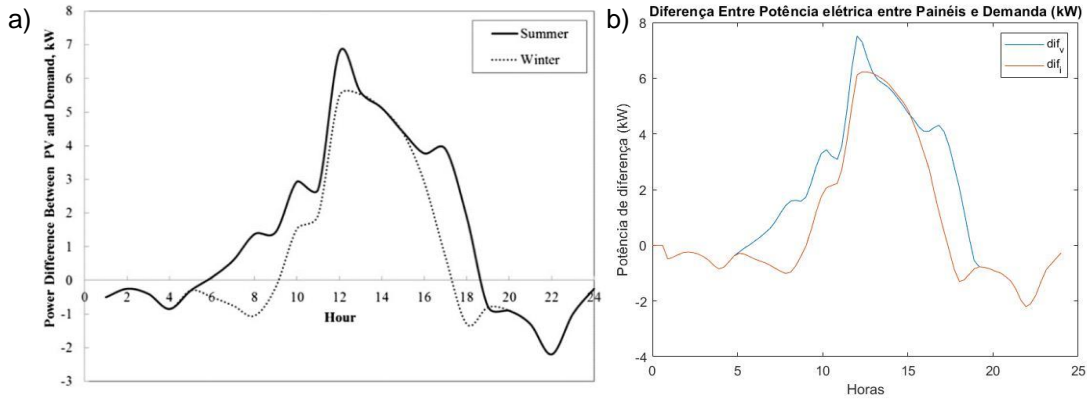 a)
Power Difference Between PV and Demand, kW
8
7
6
5
4
3
2
1
0
-1
-2
-3
0 2 4 6 8 10 12 14 16 18 20 22 24
Hour
Summer
Winter
b)
Diferença Entre Potência elétrica entre Painéis e Demanda (kW)
Potência de diferença (kW)
8
6
4
2
0
-2
-4
0 5 10 15 20 25
Horas
dif_v
dif_i